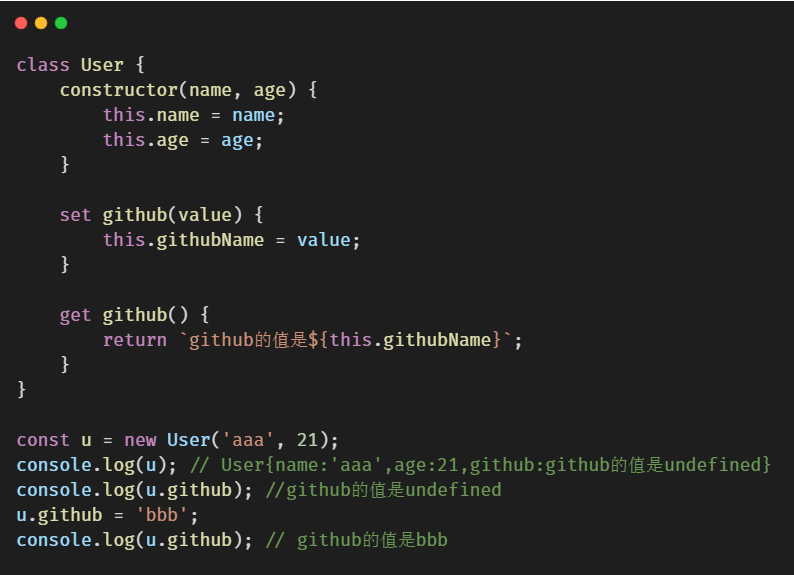 class User {
    constructor(name, age) {
        this.name = name;
        this.age = age;
    }

    set github(value) {
        this.githubName = value;
    }

    get github() {
        return `github的值是${this.githubName}`;
    }
}

const u = new User('aaa', 21);
console.log(u); // User{name:'aaa',age:21,github:github的值是undefined}
console.log(u.github); //github的值是undefined
u.github = 'bbb';
console.log(u.github); // github的值是bbb